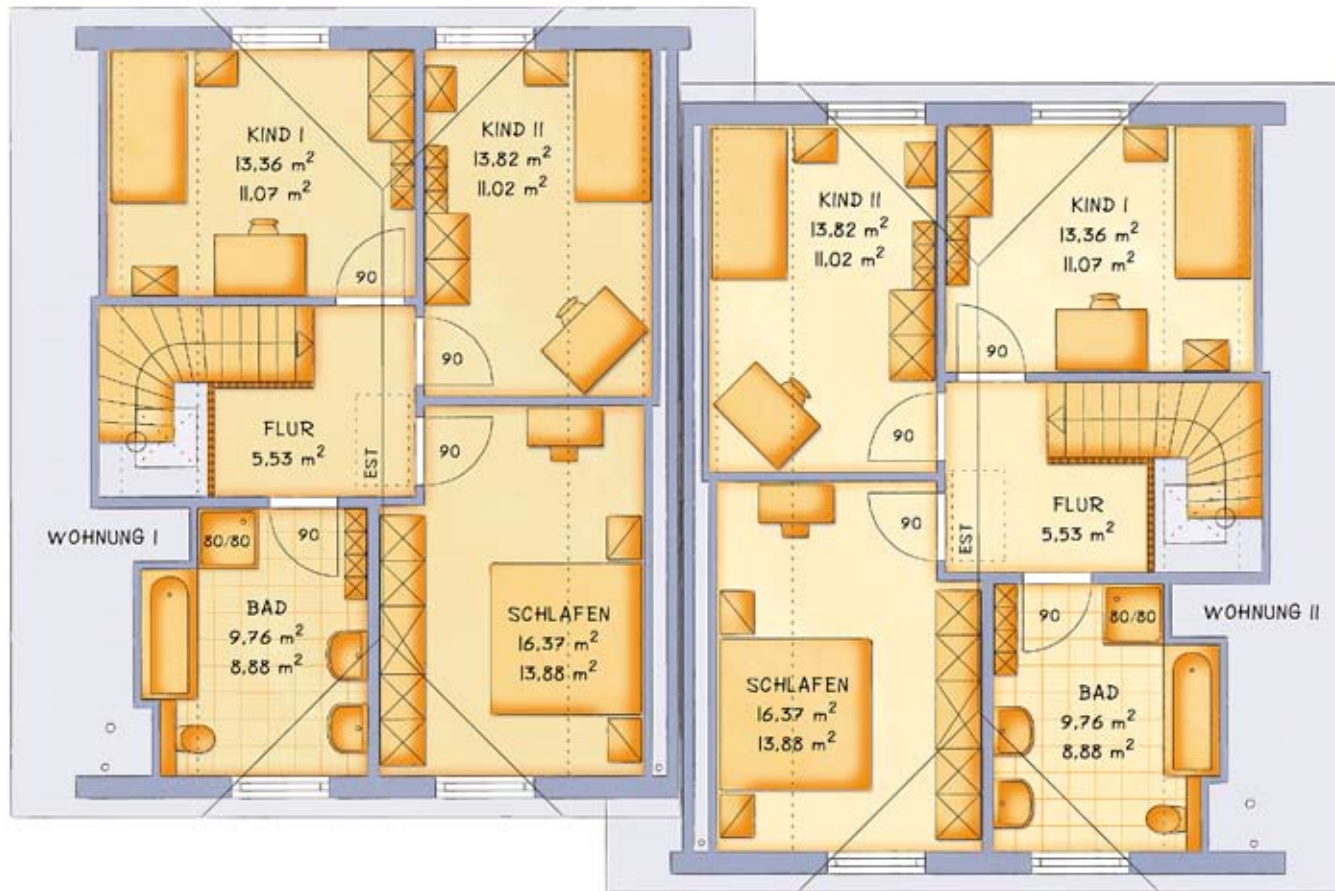 KIND I
13,36 m²
11,07 m²
90
KIND II
13,82 m²
11,02 m²
90
FLUR
5,53 m²
EST
90
WOHNUNG I
80/80
90
BAD
9,76 m²
8,88 m²
SCHLAFEN
16,37 m²
13,88 m²
KIND II
13,82 m²
11,02 m²
90
KIND I
13,36 m²
11,07 m²
90
90
EST
FLUR
5,53 m²
90
80/80
WOHNUNG II
SCHLAFEN
16,37 m²
13,88 m²
BAD
9,76 m²
8,88 m²